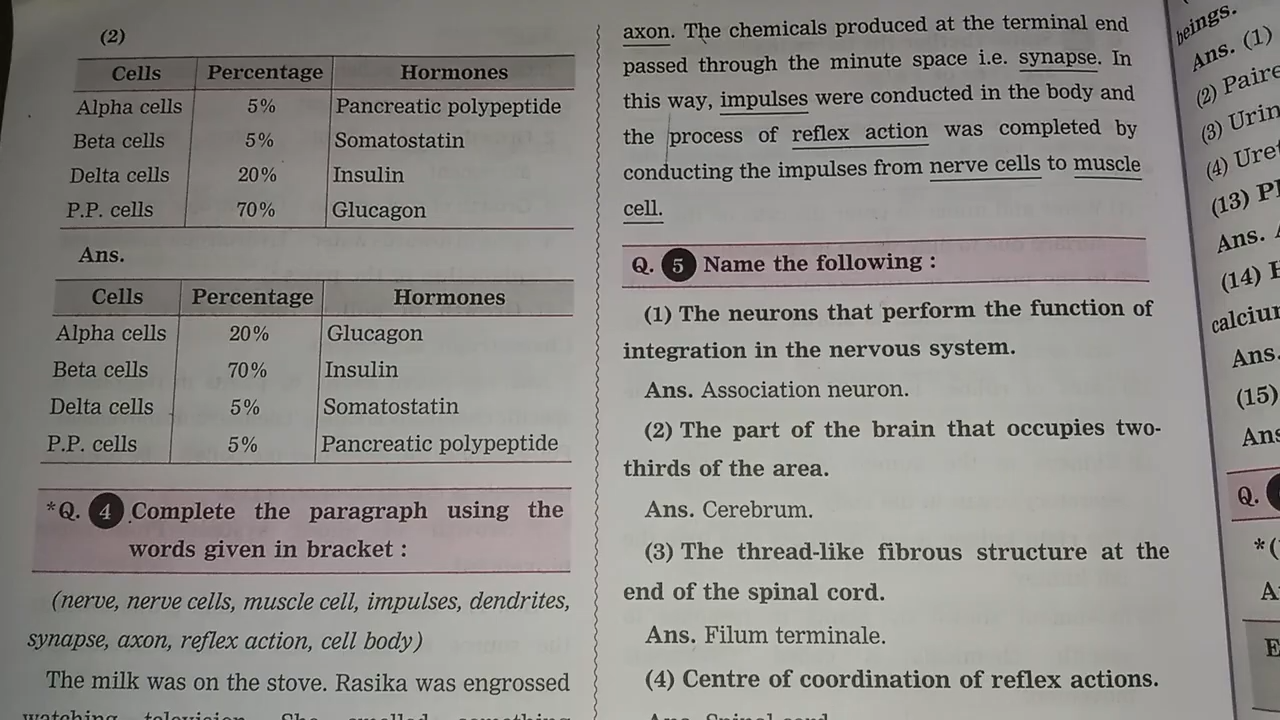 (2)
Cells Percentage Hormones
Alpha cells 5% Pancreatic polypeptide
Beta cells 5% Somatostatin
Delta cells 20% Insulin
P.P. cells 70% Glucagon
Ans.
Cells Percentage Hormones
Alpha cells 20% Glucagon
Beta cells 70% Insulin
Delta cells 5% Somatostatin
P.P. cells 5% Pancreatic polypeptide
*Q. 4 Complete the paragraph using the
words given in bracket :
(nerve, nerve cells, muscle cell, impulses, dendrites,
synapse, axon, reflex action, cell body)
The milk was on the stove. Rasika was engrossed
watching television. She smelled something
axon. The chemicals produced at the terminal end
passed through the minute space i.e. synapse. In
this way, impulses were conducted in the body and
the process of reflex action was completed by
conducting the impulses from nerve cells to muscle
cell.
Q. 5 Name the following :
(1) The neurons that perform the function of
integration in the nervous system.
Ans. Association neuron.
(2) The part of the brain that occupies two-
thirds of the area.
Ans. Cerebrum.
(3) The thread-like fibrous structure at the
end of the spinal cord.
Ans. Filum terminale.
(4) Centre of coordination of reflex actions.
Ans. Spinal cord.
beings.
Ans. (1)
(2)
(3)
(4)
(13)
Ans.
(14)
Ans.
(15)
Q.
*(